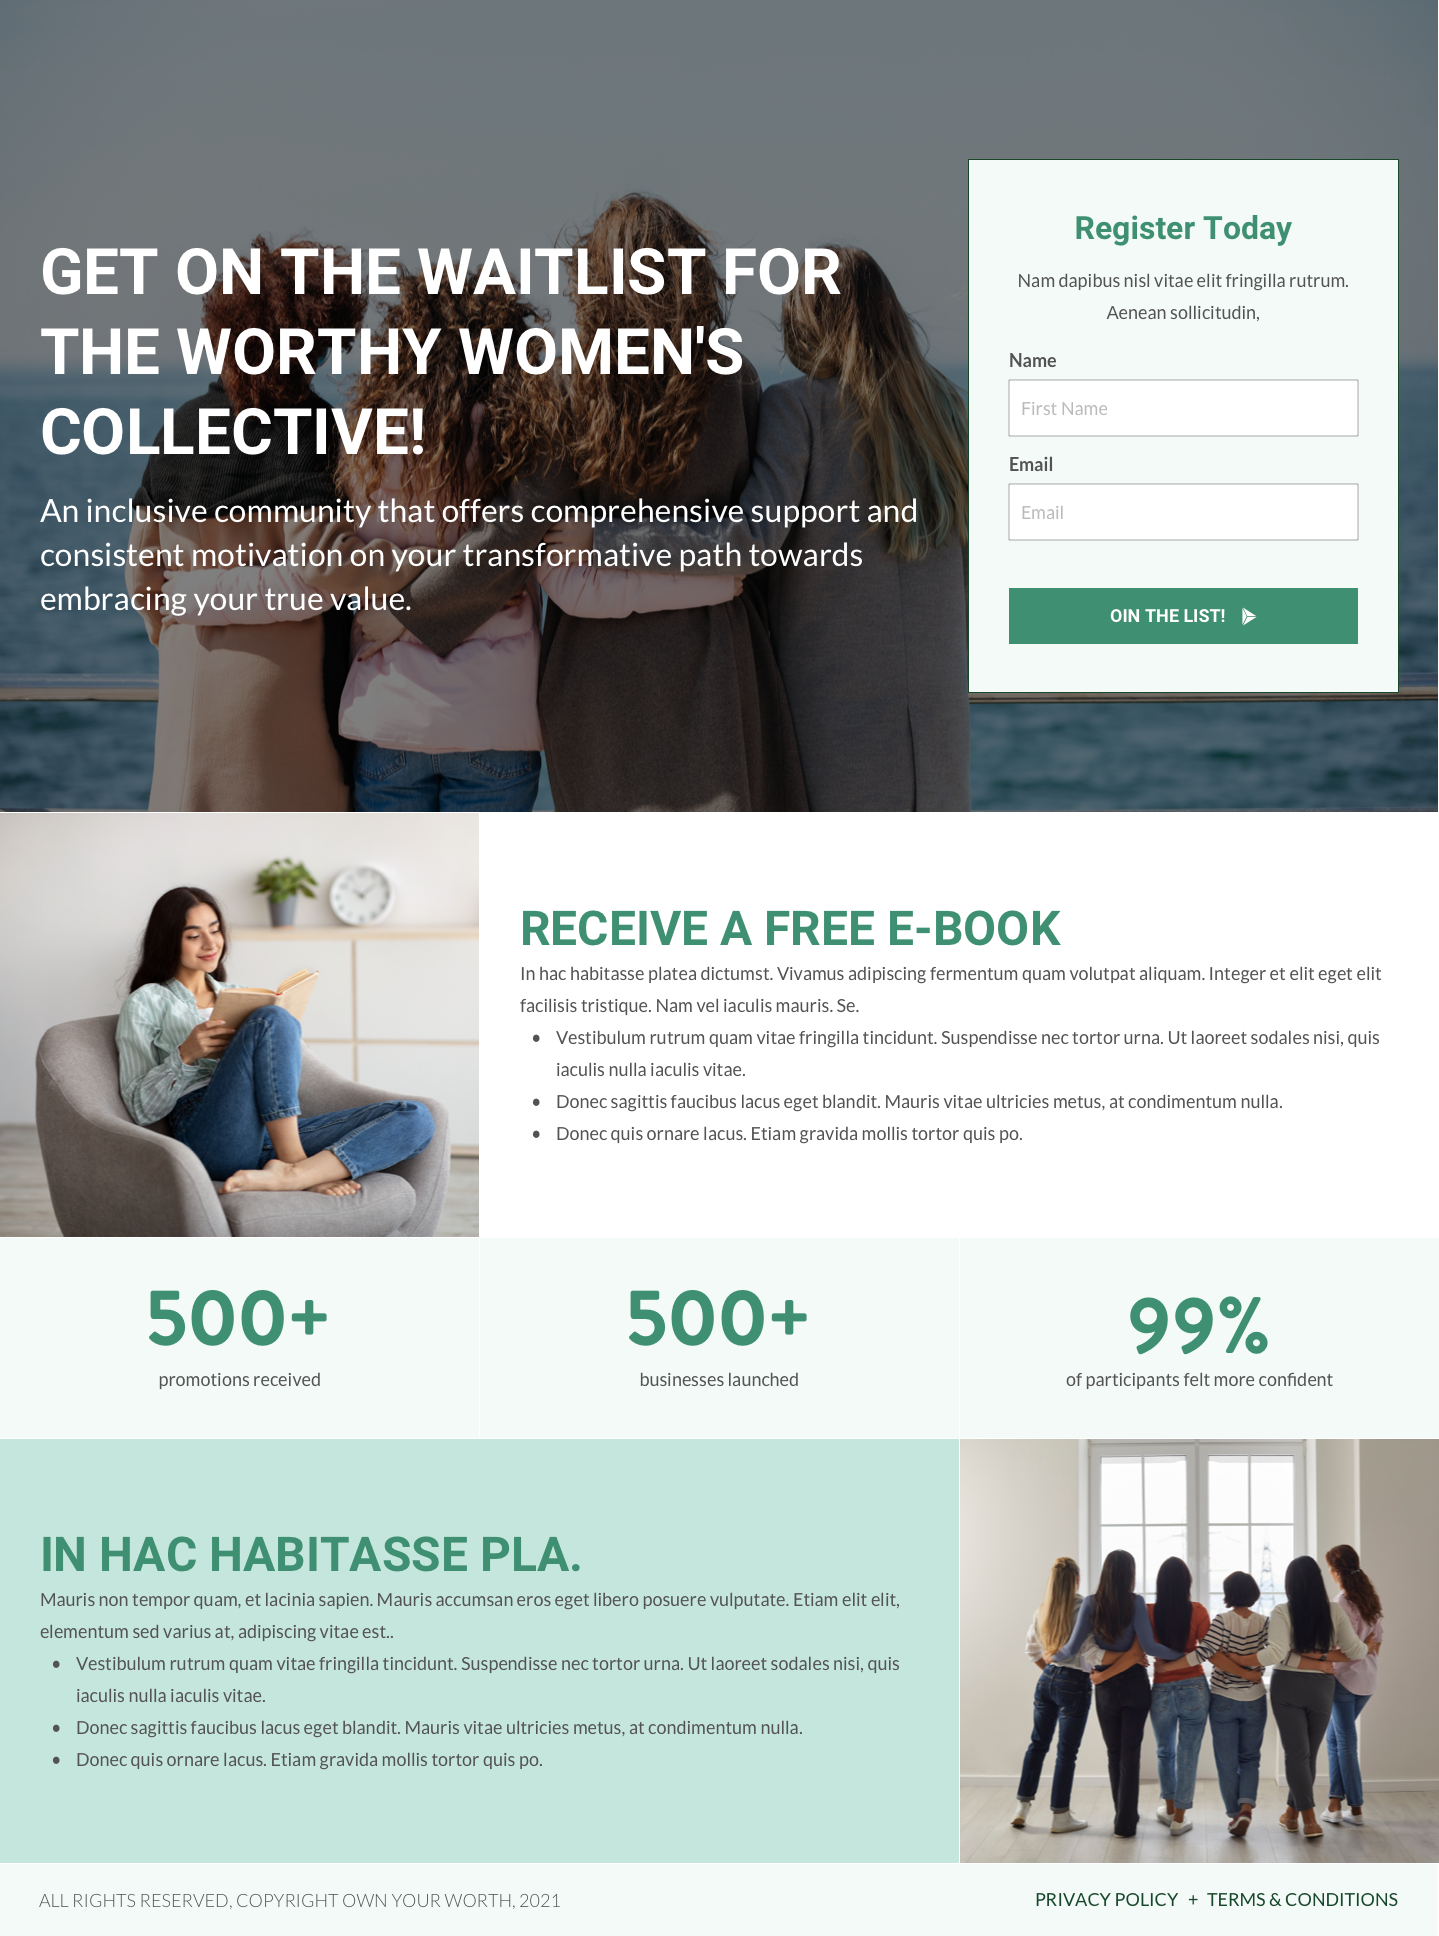 GET ON THE WAITLIST FOR
THE WORTHY WOMEN'S
COLLECTIVE!
An inclusive community that offers comprehensive support and
consistent motivation on your transformative path towards
embracing your true value.
Register Today
Nam dapibus nisl vitae elit fringilla rutrum.
Aenean sollicitudin,
Name
First Name
Email
Email
OIN THE LIST!
RECEIVE A FREE E-BOOK
In hac habitasse platea dictumst. Vivamus adipiscing fermentum quam volutpat aliquam. Integer et elit eget elit
facilisis tristique. Nam vel iaculis mauris. Se.
• Vestibulum rutrum quam vitae fringilla tincidunt. Suspendisse nec tortor urna. Ut laoreet sodales nisi, quis
iaculis nulla iaculis vitae.
• Donec sagittis faucibus lacus eget blandit. Mauris vitae ultricies metus, at condimentum nulla.
• Donec quis ornare lacus. Etiam gravida mollis tortor quis po.
500+
promotions received
500+
businesses launched
99%
of participants felt more confident
IN HAC HABITASSE PLA.
Mauris non tempor quam, et lacinia sapien. Mauris accumsan eros eget libero posuere vulputate. Etiam elit elit,
elementum sed varius at, adipiscing vitae est..
• Vestibulum rutrum quam vitae fringilla tincidunt. Suspendisse nec tortor urna. Ut laoreet sodales nisi, quis
iaculis nulla iaculis vitae.
• Donec sagittis faucibus lacus eget blandit. Mauris vitae ultricies metus, at condimentum nulla.
• Donec quis ornare lacus. Etiam gravida mollis tortor quis po.
ALL RIGHTS RESERVED, COPYRIGHT OWN YOUR WORTH, 2021
PRIVACY POLICY + TERMS & CONDITIONS